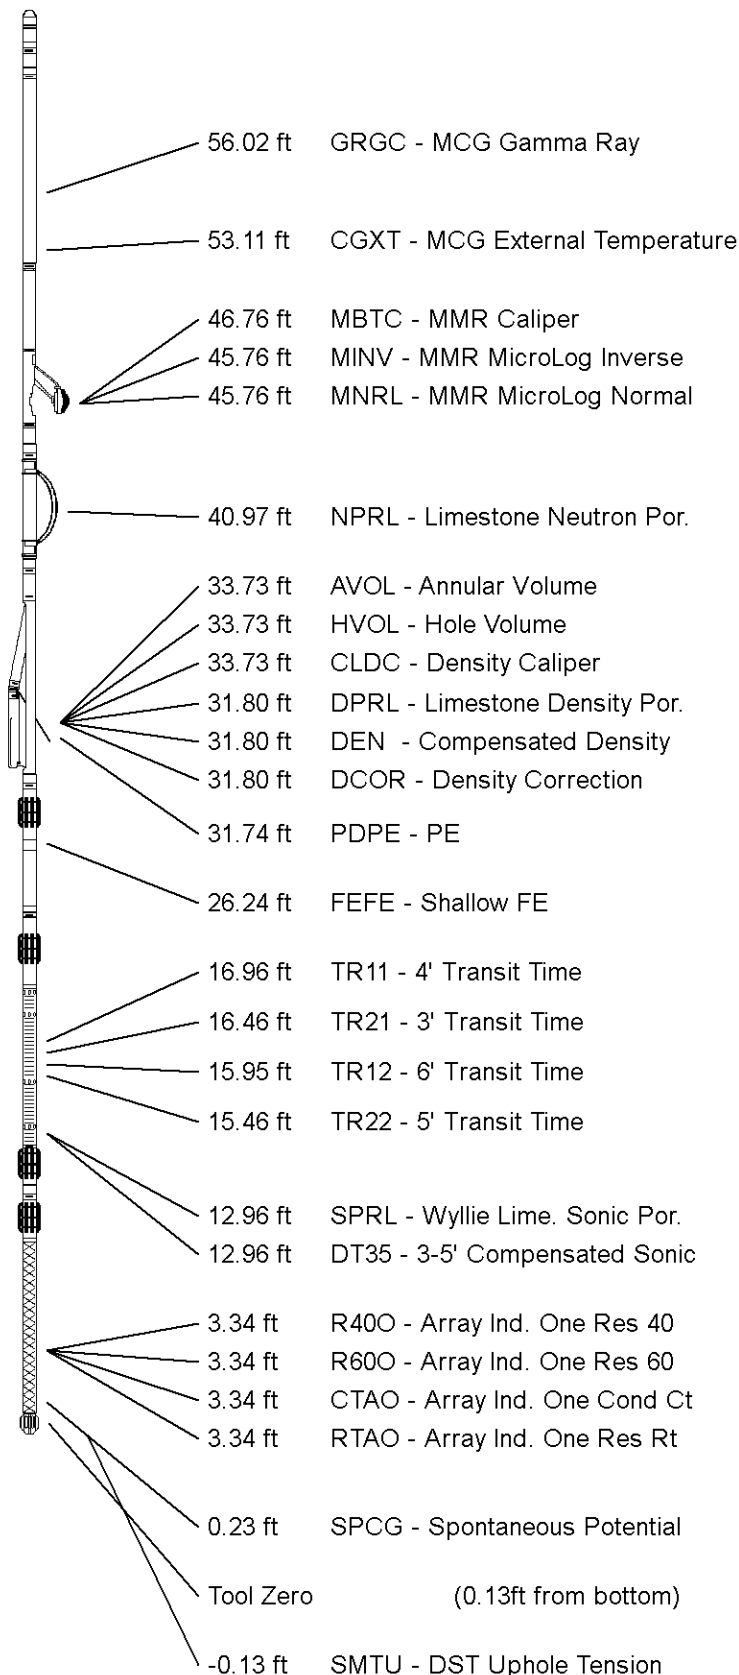 56.02 ft GRGC - MCG Gamma Ray
53.11 ft CGXT - MCG External Temperature
46.76 ft MBTC - MMR Caliper
45.76 ft MINV - MMR MicroLog Inverse
45.76 ft MNRL - MMR MicroLog Normal
40.97 ft NPRL - Limestone Neutron Por.
33.73 ft AVOL - Annular Volume
33.73 ft HVOL - Hole Volume
33.73 ft CLDC - Density Caliper
31.80 ft DPRL - Limestone Density Por.
31.80 ft DEN - Compensated Density
31.80 ft DCOR - Density Correction
31.74 ft PDPE - PE
26.24 ft FEFE - Shallow FE
16.96 ft TR11 - 4' Transit Time
16.46 ft TR21 - 3' Transit Time
15.95 ft TR12 - 6' Transit Time
15.46 ft TR22 - 5' Transit Time
12.96 ft SPRL - Wyllie Lime. Sonic Por.
12.96 ft DT35 - 3-5' Compensated Sonic
3.34 ft R40O - Array Ind. One Res 40
3.34 ft R60O - Array Ind. One Res 60
3.34 ft CTAO - Array Ind. One Cond Ct
3.34 ft RTAO - Array Ind. One Res Rt
0.23 ft SPCG - Spontaneous Potential
Tool Zero (0.13ft from bottom)
-0.13 ft SMTU - DST Uphole Tension